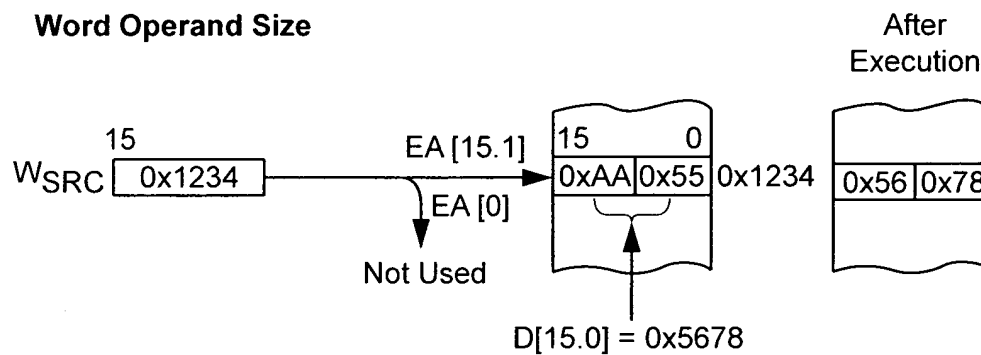 Word Operand Size
After
Execution
15
WSRC
0x1234
EA [15.1]
EA [0]
Not Used
15 0
0xAA 0x55 0x1234
0x56 0x78
D[15.0] = 0x5678